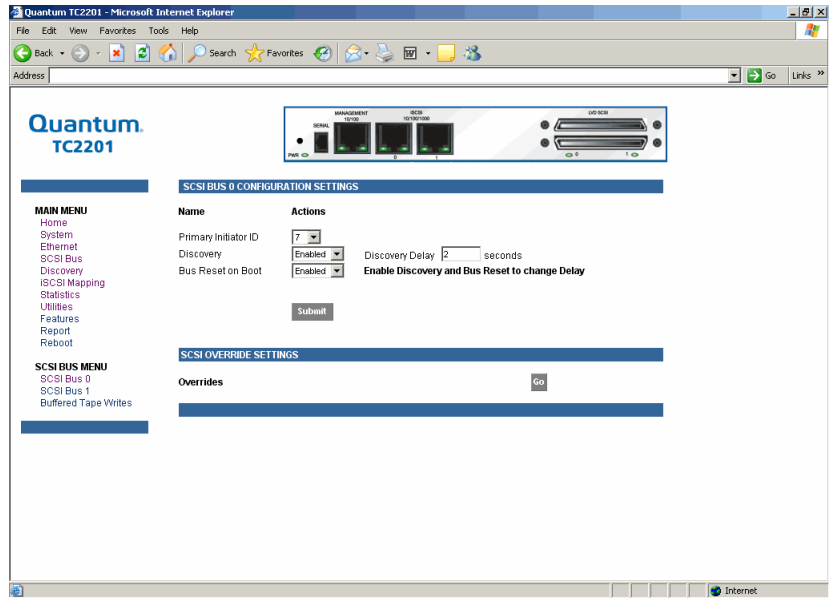 Quantum TC2201 - Microsoft Internet Explorer
File Edit View Favorites Tools Help
Back Search Favorites
Address Go Links »
Quantum.
TC2201
MANAGEMENT
10/100
ISCSI
10/100/1000
LVD SCSI
SERIAL
PWR
0 1
0 1
SCSI BUS 0 CONFIGURATION SETTINGS
MAIN MENU
Home
System
Ethernet
SCSI Bus
Discovery
iSCSI Mapping
Statistics
Utilities
Features
Report
Reboot
SCSI BUS MENU
SCSI Bus 0
SCSI Bus 1
Buffered Tape Writes
Name Actions
Primary Initiator ID 7
Discovery Enabled Discovery Delay 2 seconds
Bus Reset on Boot Enabled Enable Discovery and Bus Reset to change Delay
Submit
SCSI OVERRIDE SETTINGS
Overrides Go
Internet